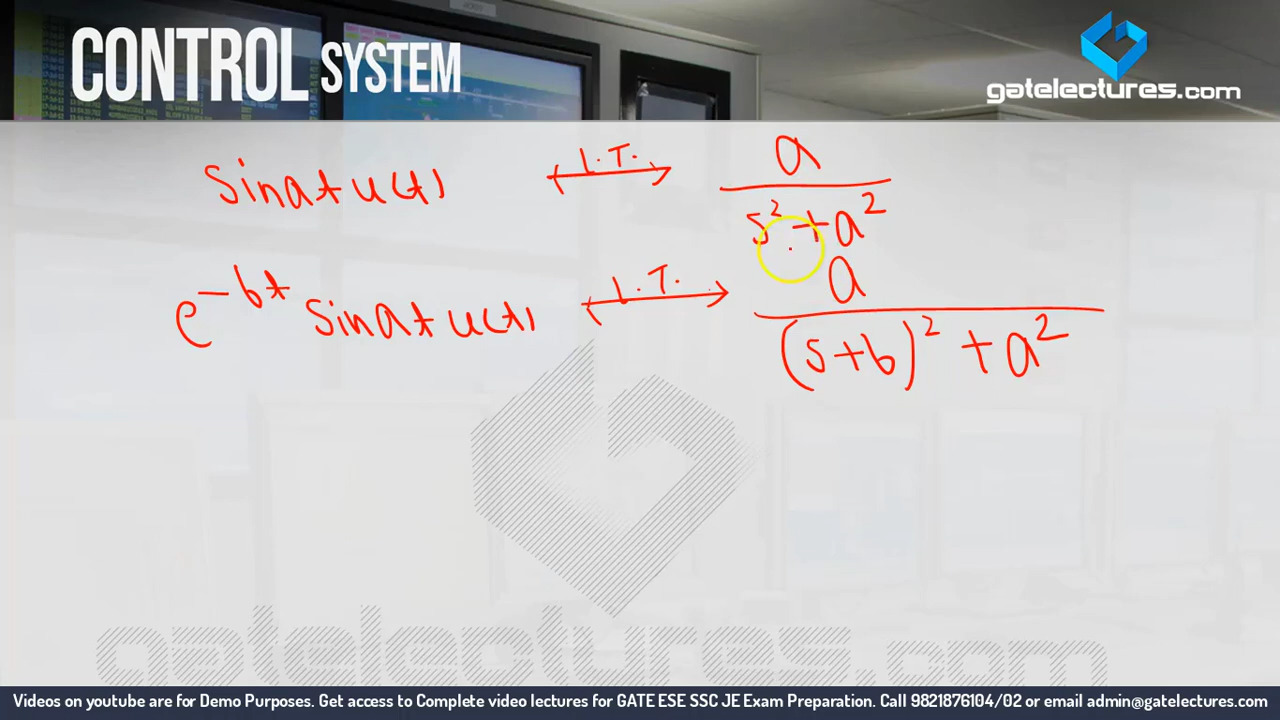 CONTROL SYSTEM
gatelectures.com
sinat u(t) L.T. a
s² + a²
e^{-bt} sinat u(t) L.T. a
(s+b)² + a²
gatelectures.com
Videos on youtube are for Demo Purposes. Get access to Complete video lectures for GATE ESE SSC JE Exam Preparation. Call 9821876104/02 or email admin@gatelectures.com